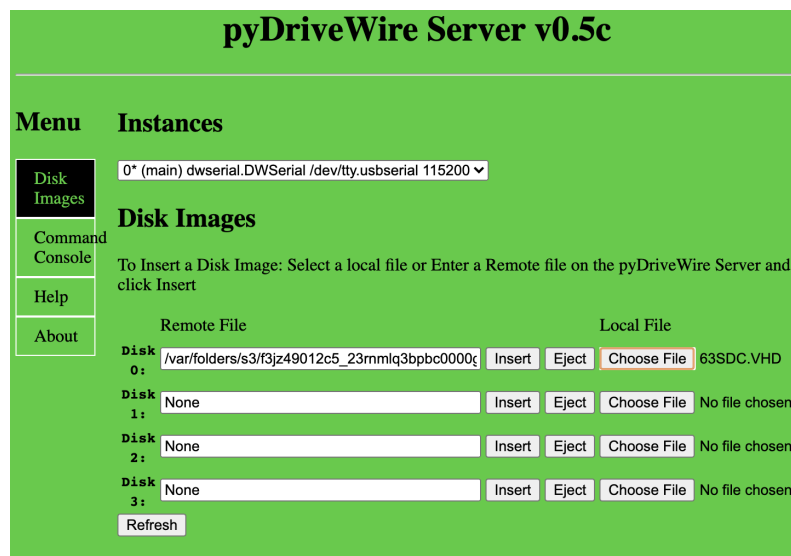 pyDriveWire Server v0.5c
Menu
Disk
Images
Command
Console
Help
About
Instances
0* (main) dwserial.DWSerial /dev/tty.usbserial 115200
Disk Images
To Insert a Disk Image: Select a local file or Enter a Remote file on the pyDriveWire Server and
click Insert
Remote File Local File
Disk 0: /var/folders/s3/f3jz49012c5_23rnmlq3bpbc0000g Insert Eject Choose File 63SDC.VHD
Disk 1: None Insert Eject Choose File No file chosen
Disk 2: None Insert Eject Choose File No file chosen
Disk 3: None Insert Eject Choose File No file chosen
Refresh